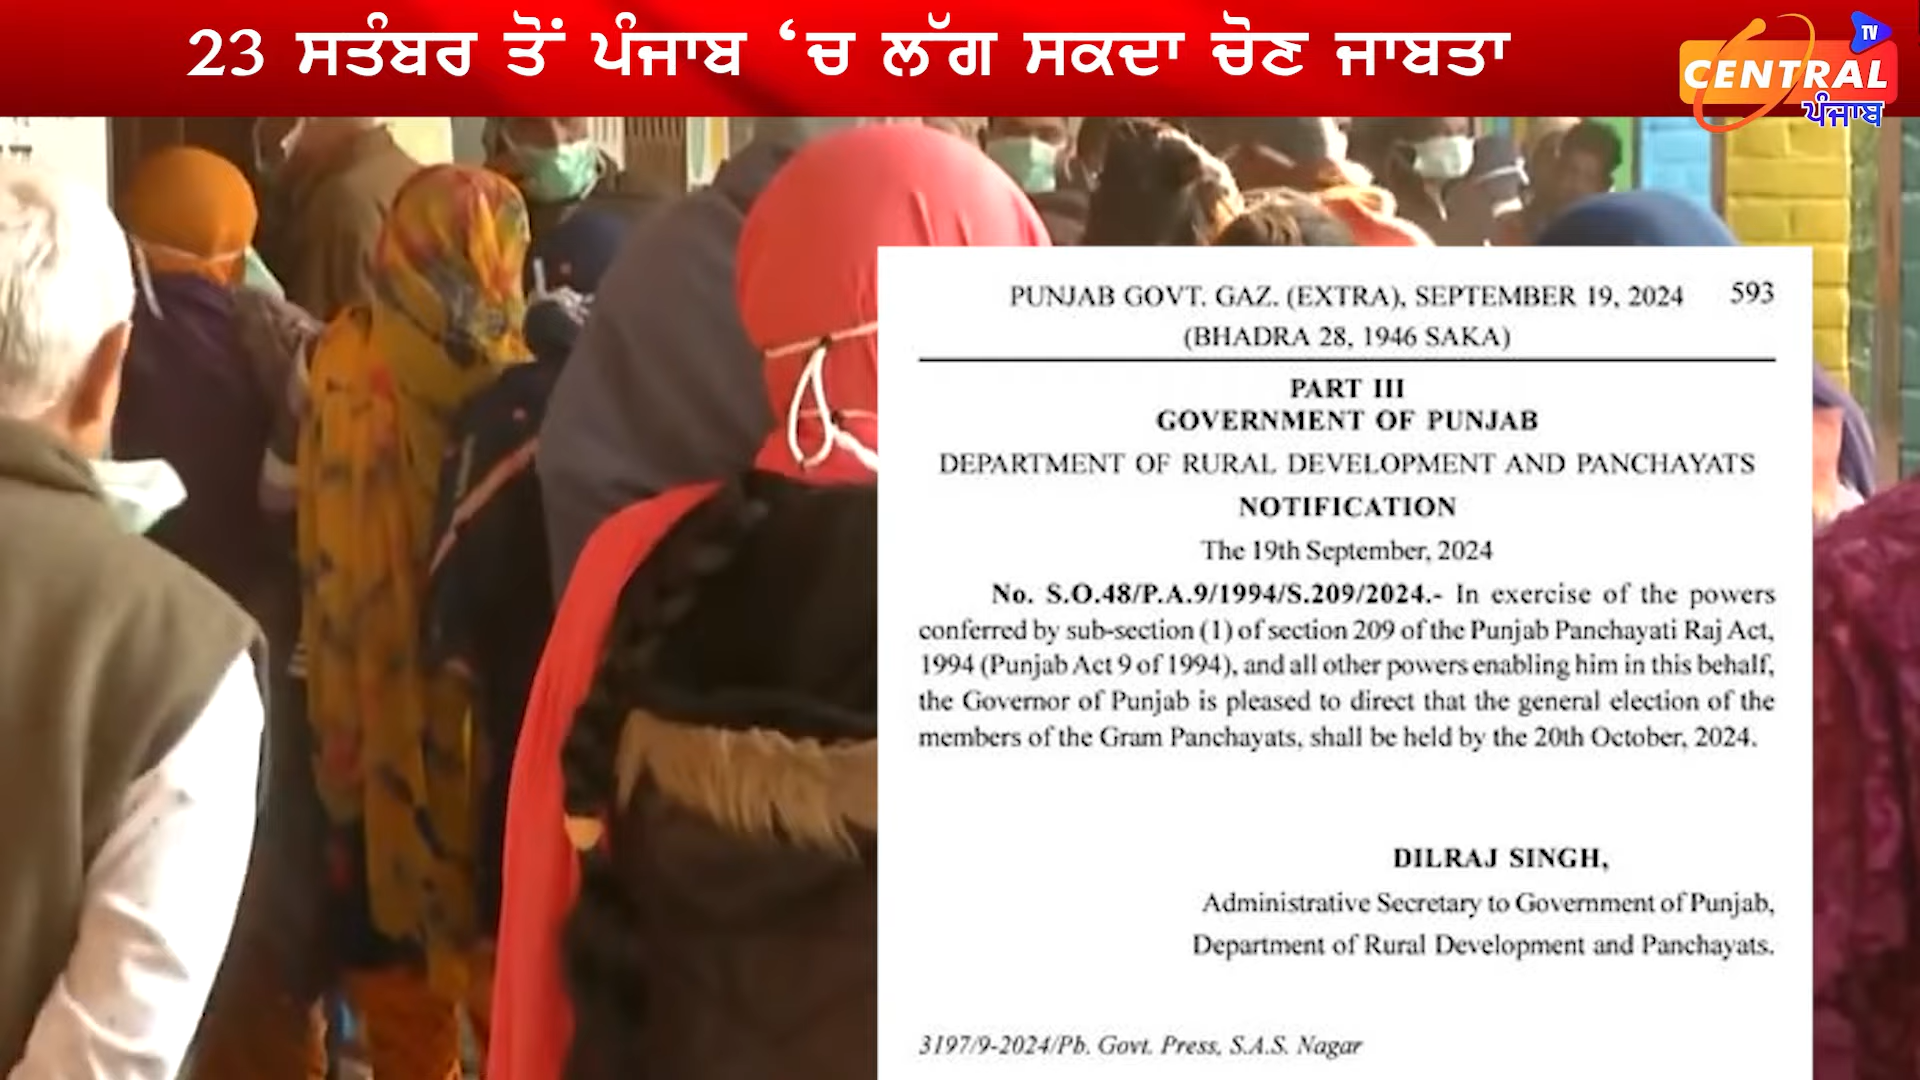 23 ਸਤੰਬਰ ਤੋਂ ਪੰਜਾਬ ‘ਚ ਲੱਗ ਸਕਦਾ ਚੋਣ ਜਾਬਤਾ
TV
CENTRAL
ਪੰਜਾਬ
PUNJAB GOVT. GAZ. (EXTRA), SEPTEMBER 19, 2024 593
(BHADRA 28, 1946 SAKA)
PART III
GOVERNMENT OF PUNJAB
DEPARTMENT OF RURAL DEVELOPMENT AND PANCHAYATS
NOTIFICATION
The 19th September, 2024
No. S.O.48/P.A.9/1994/S.209/2024.- In exercise of the powers
conferred by sub-section (1) of section 209 of the Punjab Panchayati Raj Act,
1994 (Punjab Act 9 of 1994), and all other powers enabling him in this behalf,
the Governor of Punjab is pleased to direct that the general election of the
members of the Gram Panchayats, shall be held by the 20th October, 2024.
DILRAJ SINGH,
Administrative Secretary to Government of Punjab,
Department of Rural Development and Panchayats.
3197/9-2024/Pb. Govt. Press, S.A.S. Nagar